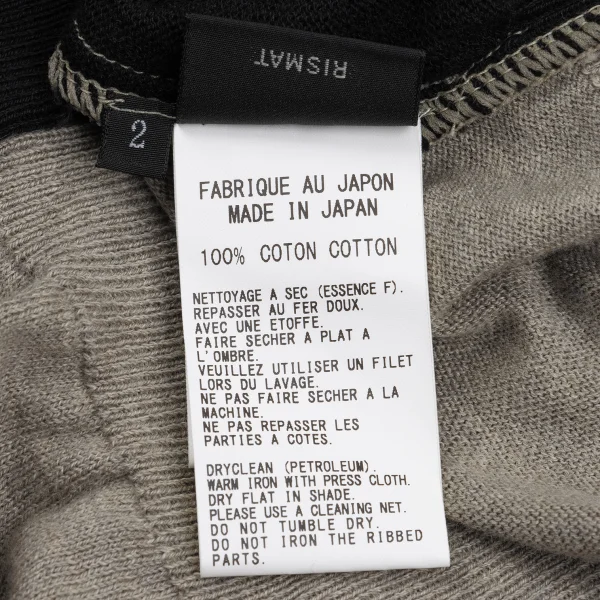 RISMAT
2
FABRIQUE AU JAPON
MADE IN JAPAN
100% COTON COTTON
NETTOYAGE A SEC (ESSENCE F).
REPASSER AU FER DOUX.
AVEC UNE ETOFFE.
FAIRE SECHER A PLAT A
L'OMBRE.
VEUILLEZ UTILISER UN FILET
LORS DU LAVAGE.
NE PAS FAIRE SECHER A LA
MACHINE.
NE PAS REPASSER LES
PARTIES A COTES.
DRYCLEAN (PETROLEUM).
WARM IRON WITH PRESS CLOTH.
DRY FLAT IN SHADE.
PLEASE USE A CLEANING NET.
DO NOT TUMBLE DRY.
DO NOT IRON THE RIBBED
PARTS.